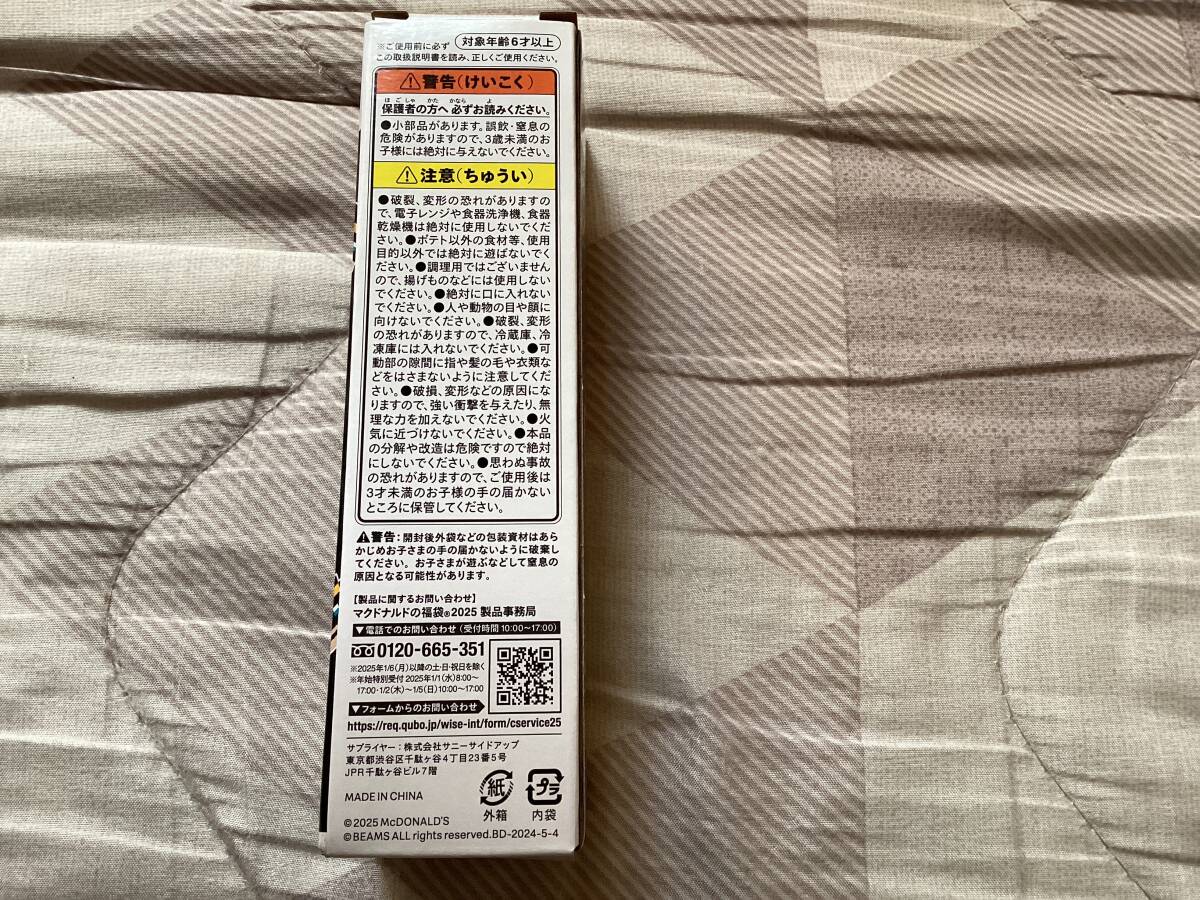 ※ご使用前に必ず 対象年齢6才以上
この取扱説明書を読み、正しくご使用ください。
⚠警告(けいこく)
ほごしゃ かた かなら よ
保護者の方へ 必ずお読みください。
●小部品があります。誤飲・窒息の
危険がありますので、3歳未満のお
子様には絶対に与えないでください。
⚠注意(ちゅうい)
●破裂、変形の恐れがありますの
で、電子レンジや食器洗浄機、食器
乾燥機は絶対に使用しないでくだ
さい。●ポテト以外の食材等、使用
目的以外では絶対に遊ばないでく
ださい。●調理用ではございません
ので、揚げものなどには使用しない
でください。●絶対に口に入れない
でください。●人や動物の目や顔に
向けないでください。●破裂、変形
の恐れがありますので、冷蔵庫、冷
凍庫には入れないでください。●可
動部の隙間に指や髪の毛や衣類な
どをはさまないように注意してくだ
さい。●破損、変形などの原因にな
りますので、強い衝撃を与えたり、無
理な力を加えないでください。●火
気に近づけないでください。●本品
の分解や改造は危険ですので絶対
にしないでください。●思わぬ事故
の恐れがありますので、ご使用後は
3才未満のお子様の手の届かない
ところに保管してください。
⚠警告:開封後外袋などの包装資材はあら
かじめお子さまの手の届かないように破棄し
てください。お子さまが遊ぶなどして窒息の
原因となる可能性があります。
【製品に関するお問い合わせ】
マクドナルドの福袋®2025 製品事務局
▼電話でのお問い合わせ(受付時間 10:00〜17:00)
0120-665-351
※2025年1/6(月)以降の土・日・祝日を除く
※年始特別受付 2025年1/1(水)8:00〜
17:00・1/2(木)〜1/5(日)10:00〜17:00
▼フォームからのお問い合わせ
https://req.qubo.jp/wise-int/form/cservice25
サプライヤー:株式会社サニーサイドアップ
東京都渋谷区千駄ヶ谷4丁目23番5号
JPR千駄ヶ谷ビル7階
MADE IN CHINA
紙 プラ
外箱 内袋
©2025 McDONALD'S
©BEAMS ALL rights reserved.BD-2024-5-4